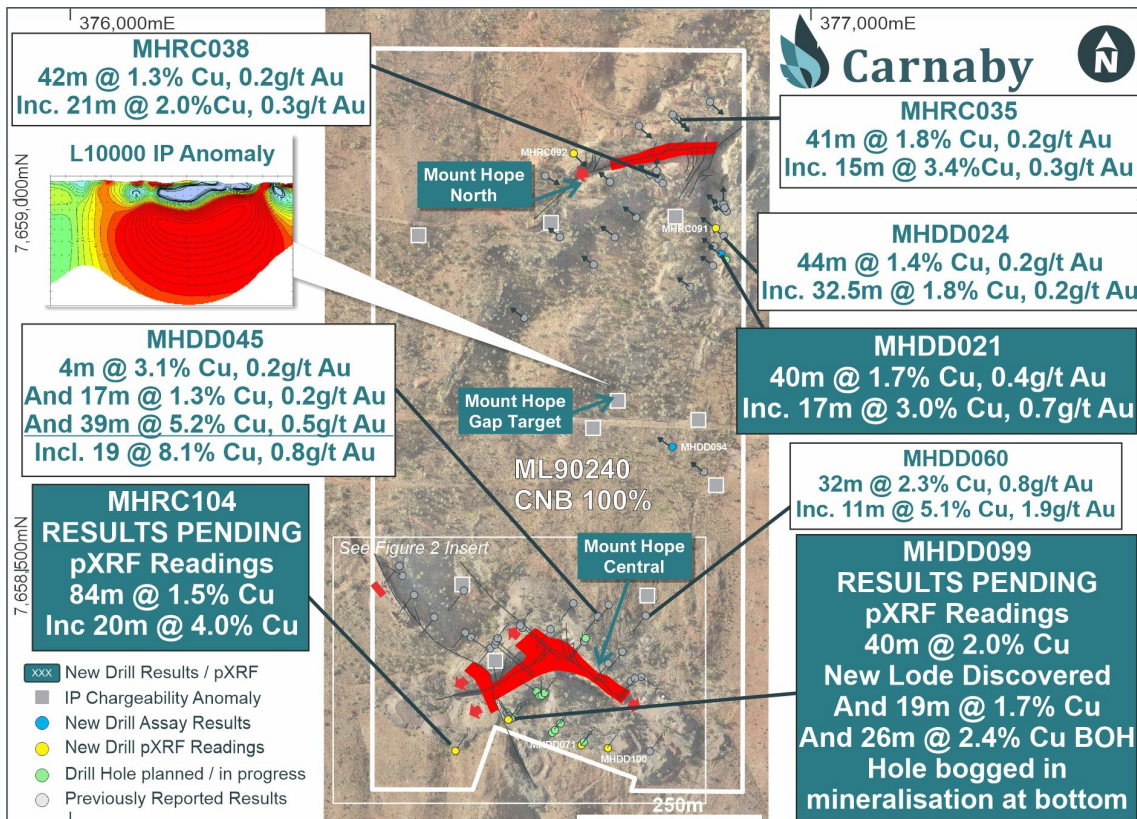 376,000mE
377,000mE
Carnaby
N
7,659,000mN
7,658,500mN
MHRC038
42m @ 1.3% Cu, 0.2g/t Au
Inc. 21m @ 2.0%Cu, 0.3g/t Au
L10000 IP Anomaly
MHDD045
4m @ 3.1% Cu, 0.2g/t Au
And 17m @ 1.3% Cu, 0.2g/t Au
And 39m @ 5.2% Cu, 0.5g/t Au
Incl. 19 @ 8.1% Cu, 0.8g/t Au
MHRC104
RESULTS PENDING
pXRF Readings
84m @ 1.5% Cu
Inc 20m @ 4.0% Cu
XXX New Drill Results / pXRF
IP Chargeability Anomaly
New Drill Assay Results
New Drill pXRF Readings
Drill Hole planned / in progress
Previously Reported Results
MHRC092
Mount Hope
North
MHRC091
Mount Hope
Gap Target
MHDD054
ML90240
CNB 100%
See Figure 2 Insert
Mount Hope
Central
MHDD071
MHDD100
250m
MHRC035
41m @ 1.8% Cu, 0.2g/t Au
Inc. 15m @ 3.4%Cu, 0.3g/t Au
MHDD024
44m @ 1.4% Cu, 0.2g/t Au
Inc. 32.5m @ 1.8% Cu, 0.2g/t Au
MHDD021
40m @ 1.7% Cu, 0.4g/t Au
Inc. 17m @ 3.0% Cu, 0.7g/t Au
MHDD060
32m @ 2.3% Cu, 0.8g/t Au
Inc. 11m @ 5.1% Cu, 1.9g/t Au
MHDD099
RESULTS PENDING
pXRF Readings
40m @ 2.0% Cu
New Lode Discovered
And 19m @ 1.7% Cu
And 26m @ 2.4% Cu BOH
Hole bogged in
mineralisation at bottom